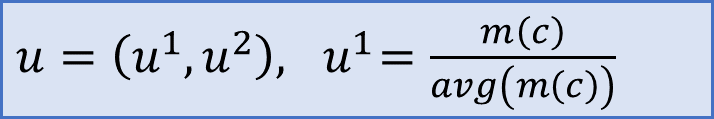 u = (u¹, u²), u¹ = m(c) / avg(m(c))